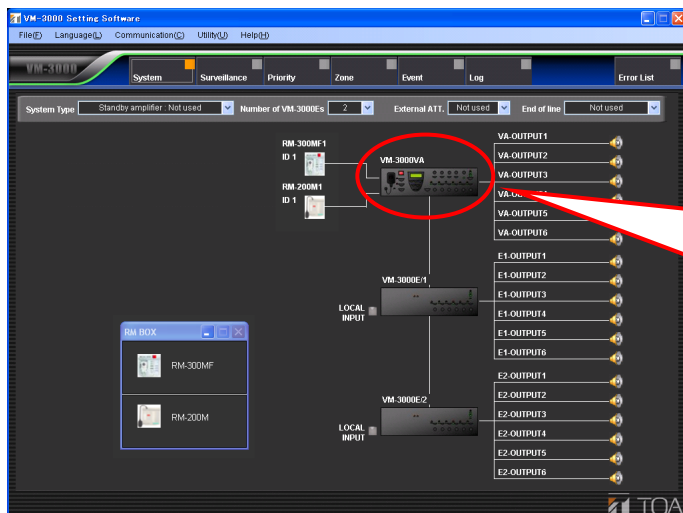 VM-3000 Setting Software
File(F) Language(L) Communication(C) Utility(U) Help(H)
VM-3000
System Surveillance Priority Zone Event Log Error List
System Type Standby amplifier : Not used Number of VM-3000Es 2 External ATT. Not used End of line Not used
RM-300MF1
ID 1
RM-200M1
ID 1
VM-3000VA
VA-OUTPUT1
VA-OUTPUT2
VA-OUTPUT3
VA-OUTPUT5
VA-OUTPUT6
VM-3000E/1
LOCAL
INPUT
E1-OUTPUT1
E1-OUTPUT2
E1-OUTPUT3
E1-OUTPUT4
E1-OUTPUT5
E1-OUTPUT6
RM BOX
RM-300MF
RM-200M
VM-3000E/2
LOCAL
INPUT
E2-OUTPUT1
E2-OUTPUT2
E2-OUTPUT3
E2-OUTPUT4
E2-OUTPUT5
E2-OUTPUT6
TOA